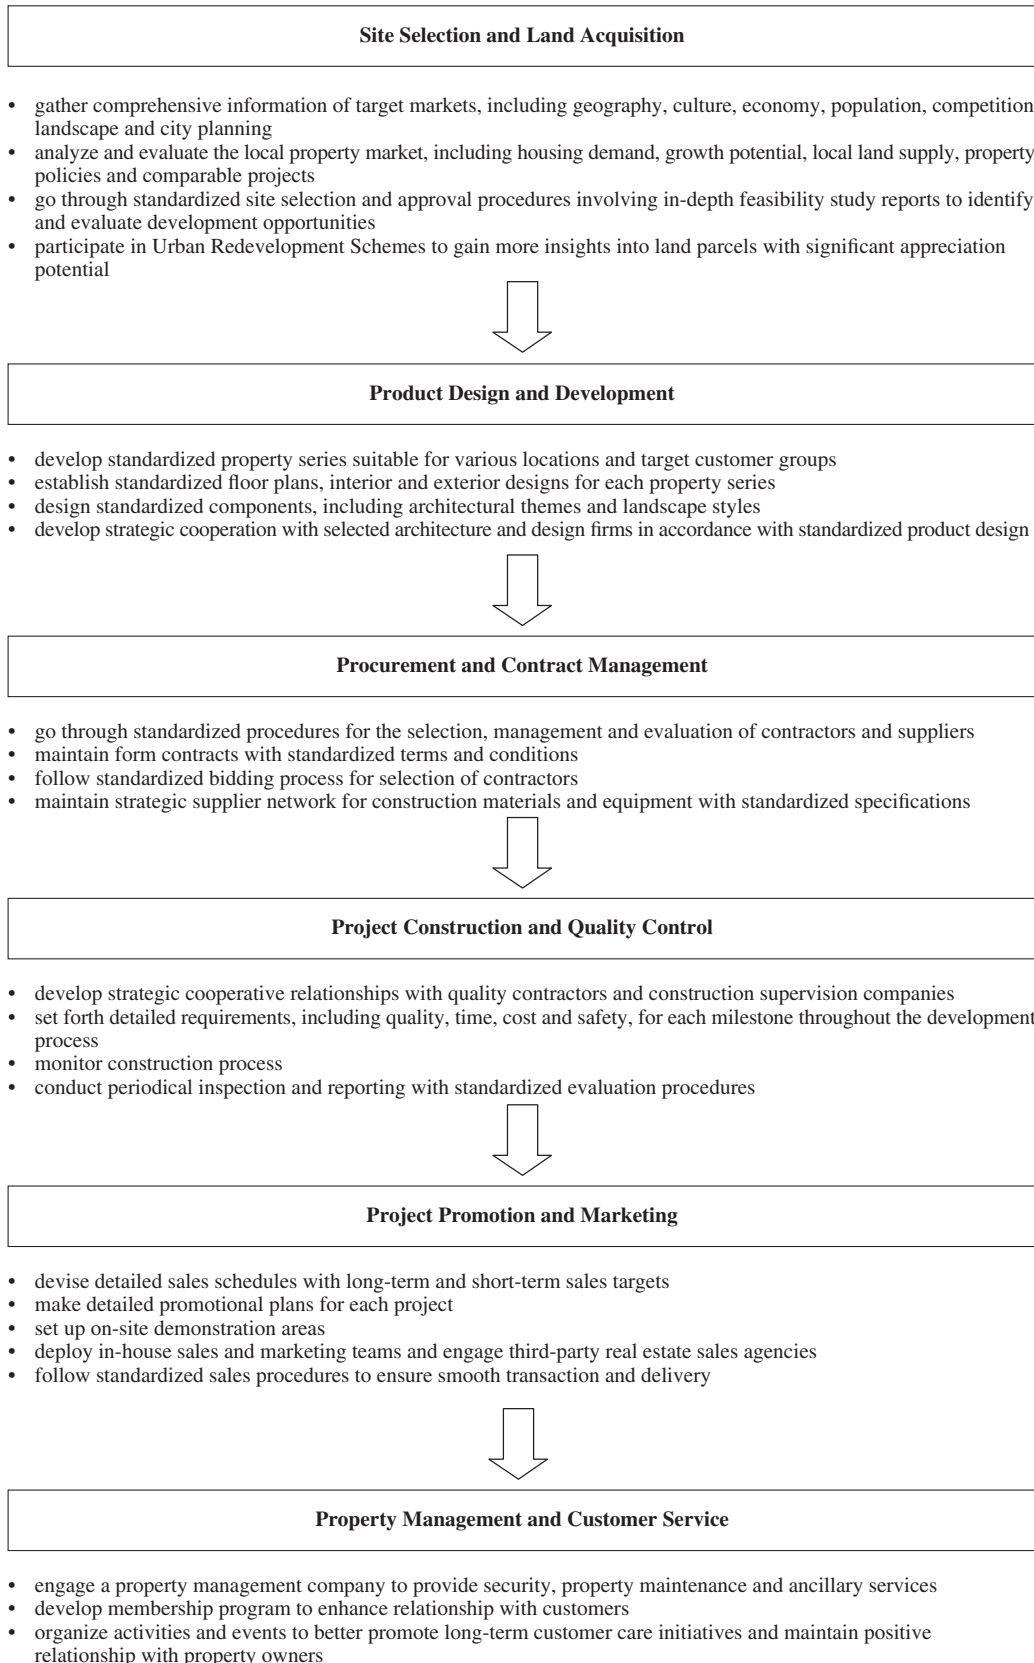 Site Selection and Land Acquisition
• gather comprehensive information of target markets, including geography, culture, economy, population, competition
landscape and city planning
• analyze and evaluate the local property market, including housing demand, growth potential, local land supply, property
policies and comparable projects
• go through standardized site selection and approval procedures involving in-depth feasibility study reports to identify
and evaluate development opportunities
• participate in Urban Redevelopment Schemes to gain more insights into land parcels with significant appreciation
potential
Product Design and Development
• develop standardized property series suitable for various locations and target customer groups
• establish standardized floor plans, interior and exterior designs for each property series
• design standardized components, including architectural themes and landscape styles
• develop strategic cooperation with selected architecture and design firms in accordance with standardized product design
Procurement and Contract Management
• go through standardized procedures for the selection, management and evaluation of contractors and suppliers
• maintain form contracts with standardized terms and conditions
• follow standardized bidding process for selection of contractors
• maintain strategic supplier network for construction materials and equipment with standardized specifications
Project Construction and Quality Control
• develop strategic cooperative relationships with quality contractors and construction supervision companies
• set forth detailed requirements, including quality, time, cost and safety, for each milestone throughout the development
process
• monitor construction process
• conduct periodical inspection and reporting with standardized evaluation procedures
Project Promotion and Marketing
• devise detailed sales schedules with long-term and short-term sales targets
• make detailed promotional plans for each project
• set up on-site demonstration areas
• deploy in-house sales and marketing teams and engage third-party real estate sales agencies
• follow standardized sales procedures to ensure smooth transaction and delivery
Property Management and Customer Service
• engage a property management company to provide security, property maintenance and ancillary services
• develop membership program to enhance relationship with customers
• organize activities and events to better promote long-term customer care initiatives and maintain positive
relationship with property owners